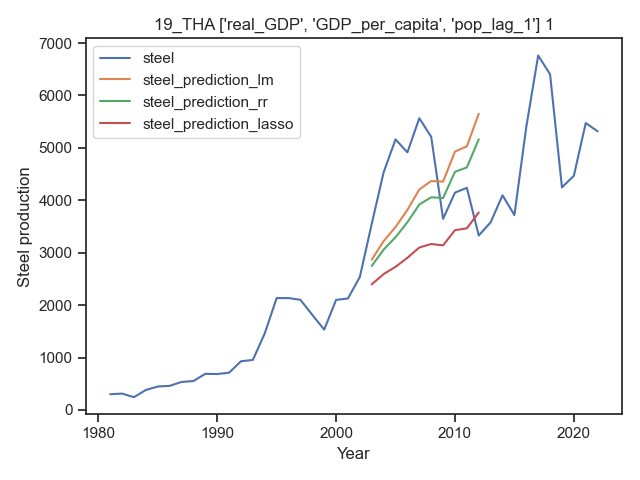 19_THA ['real_GDP', 'GDP_per_capita', 'pop_lag_1'] 1
steel
steel_prediction_lm
steel_prediction_rr
steel_prediction_lasso
Steel production
7000
6000
5000
4000
3000
2000
1000
0
1980
1990
2000
2010
2020
Year